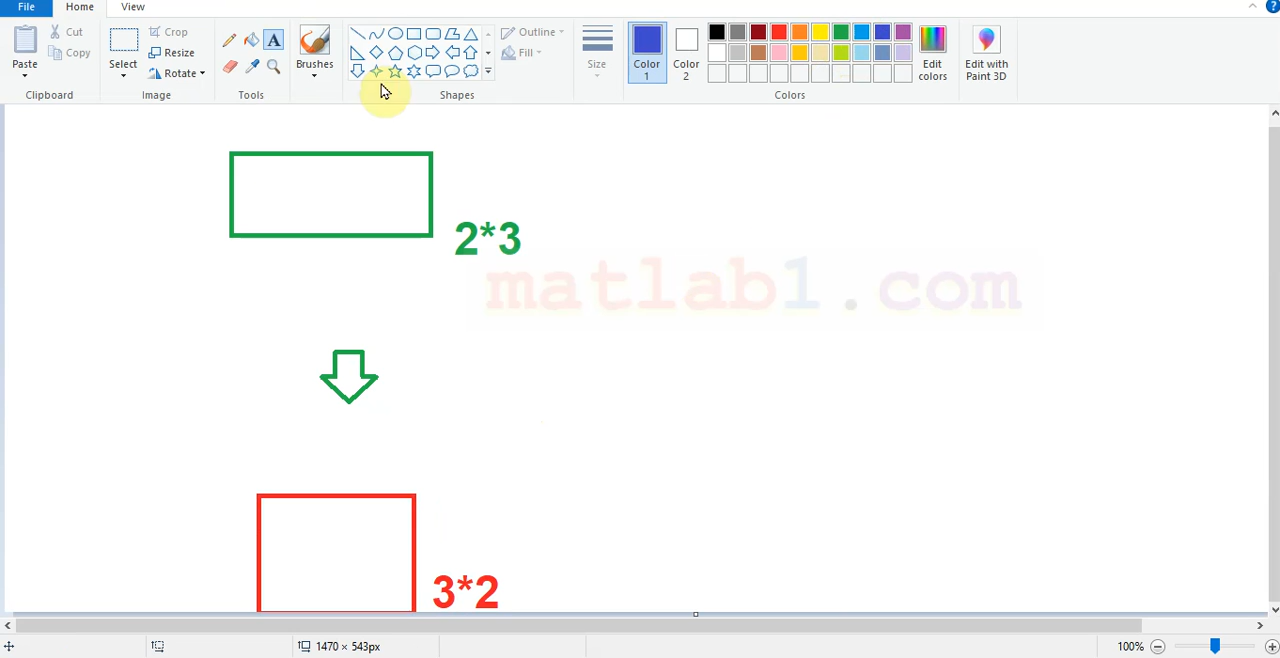 File Home View
Paste Cut Copy Clipboard
Select Crop Resize Rotate Image
A Tools
Brushes
Outline Fill Shapes
Size
Color 1 Color 2 Edit colors Colors
Edit with Paint 3D
2*3
matlab1.com
3*2
1470 × 543px 100%